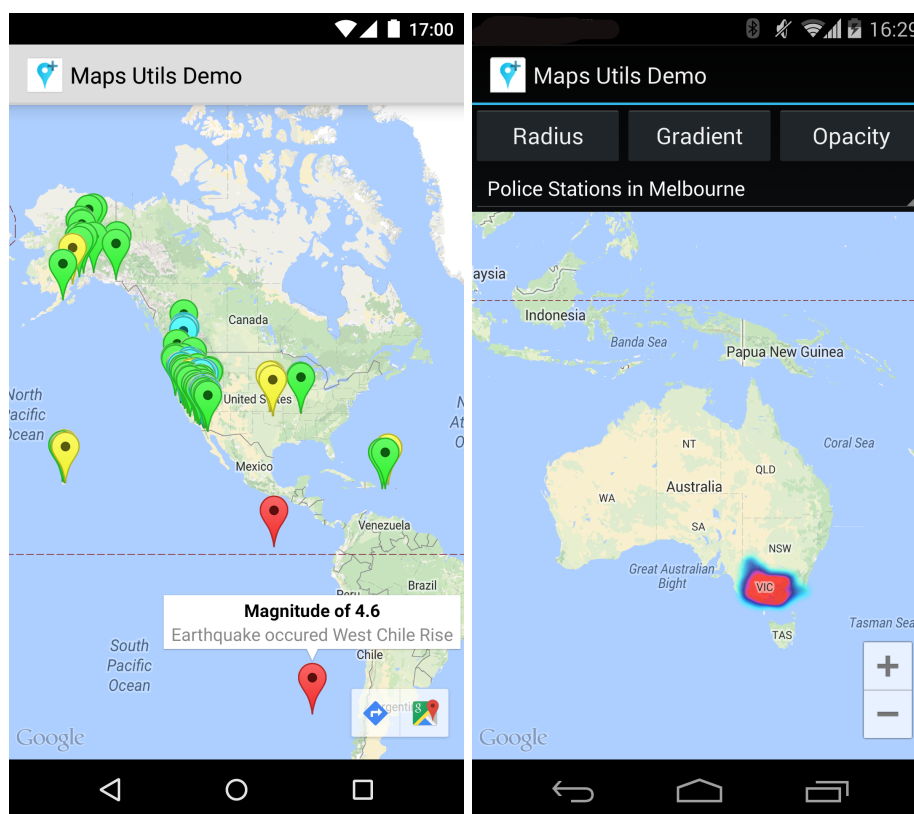 17:00
Maps Utils Demo
Canada
United States
North
Pacific
Ocean
Mexico
Venezuela
Brazil
Peru
Magnitude of 4.6
Earthquake occured West Chile Rise
Chile
South
Pacific
Ocean
Google
16:29
Maps Utils Demo
Radius
Gradient
Opacity
Police Stations in Melbourne
aysia
Indonesia
Banda Sea
Papua New Guinea
NT
Coral Sea
QLD
Australia
WA
SA
NSW
Great Australian
Bight
VIC
Tasman Sea
TAS
+
−
Google